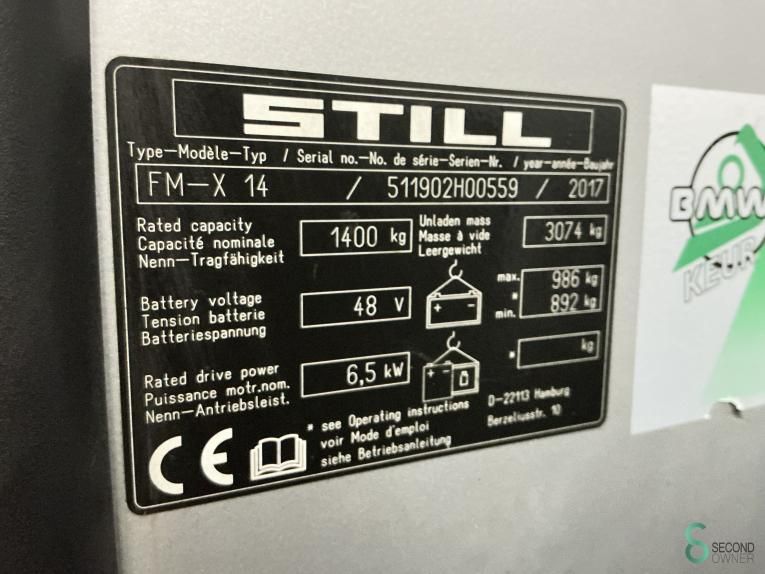 STILL
Type-Modèle-Typ / Serial no.-No. de série-Serien-Nr. / year-année-Baujahr
FM-X 14 / 511902H00559 / 2017
Rated capacity
Capacité nominale
Nenn-Tragfähigkeit
1400 kg
Unladen mass
Masse à vide
Leergewicht
3074 kg
Battery voltage
Tension batterie
Batteriespannung
48 V
+ -
max. 986 kg
*
min. 892 kg
Rated drive power
Puissance motr.nom.
Nenn-Antriebsleist.
6,5 kW
+ -
* kg
CE
* see Operating instructions
voir Mode d'emploi
siehe Betriebsanleitung
D-22113 Hamburg
Berzeliusstr. 10
BMWT
KEUR
SECOND
OWNER